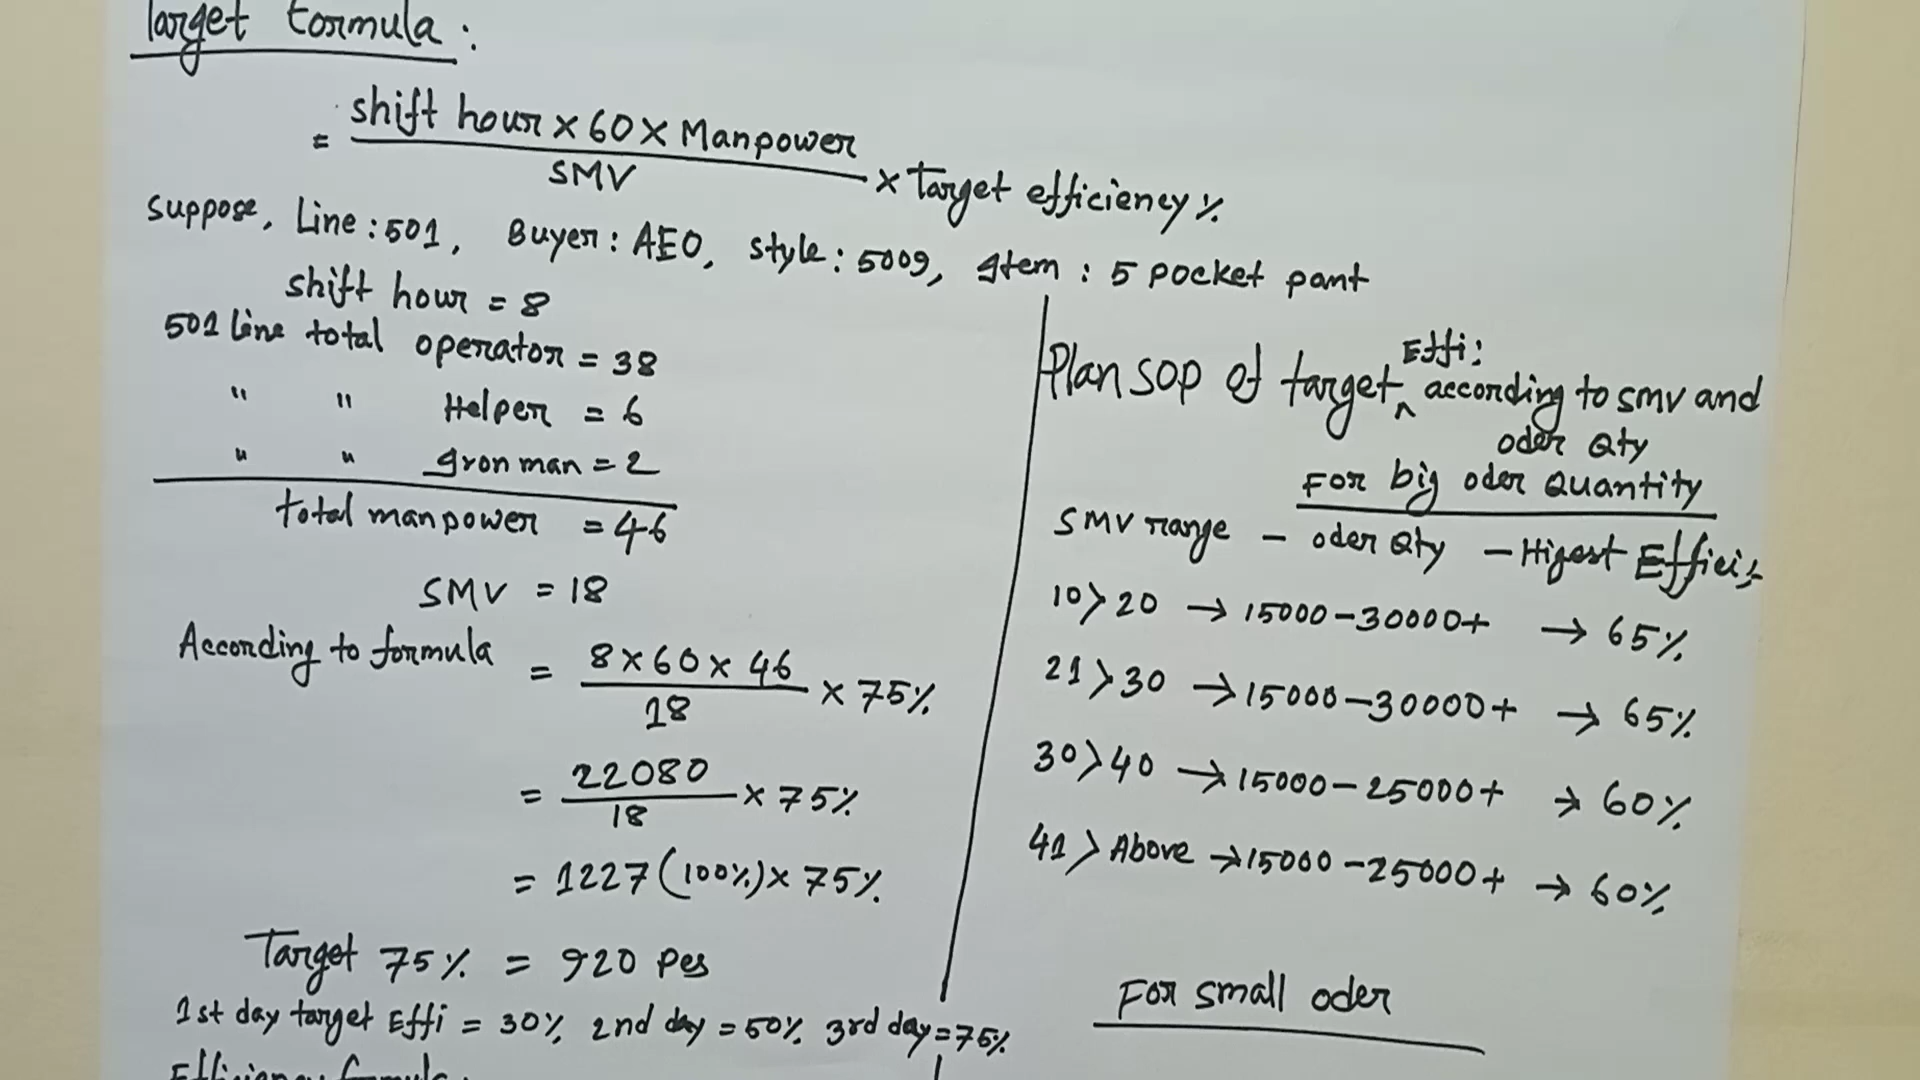 Target formula :
= shift hour x 60 x Manpower / SMV x Target efficiency %
Suppose, Line : 501, Buyer : AEO, style : 5009, Item : 5 pocket pant
shift hour = 8
501 line total operator = 38
" " Helper = 6
" " Iron man = 2
total manpower = 46
SMV = 18
According to formula = 8 x 60 x 46 / 18 x 75%
= 22080 / 18 x 75%
= 1227 (100%) x 75%
Target 75% = 920 Pcs
1st day target Effi = 30% 2nd day = 50% 3rd day = 75%
Efficiency formula :
Plan SOP of target ^ Effi: according to smv and
oder Qty
For big oder Quantity
SMV range - oder Qty - Higest Efficis
10 > 20 → 15000-30000+ → 65%
21 > 30 → 15000-30000+ → 65%
30 > 40 → 15000-25000+ → 60%
41 > Above → 15000-25000+ → 60%
For small oder